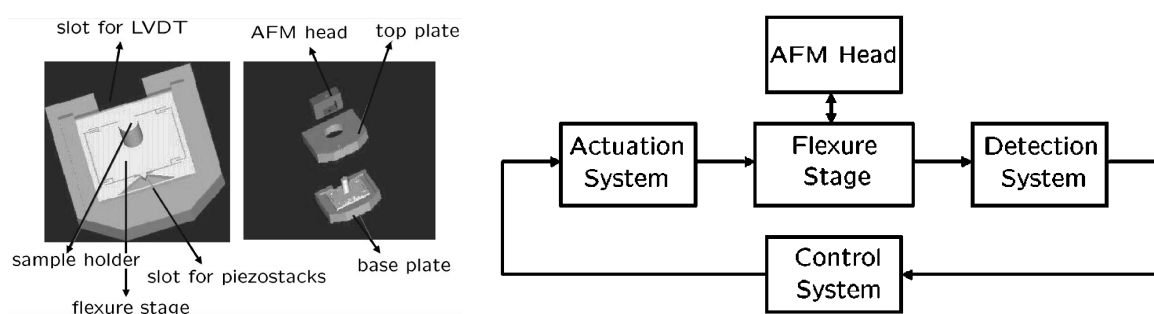 slot for LVDT
AFM head
top plate
sample holder
slot for piezostacks
flexure stage
base plate
AFM Head
Actuation
System
Flexure
Stage
Detection
System
Control
System